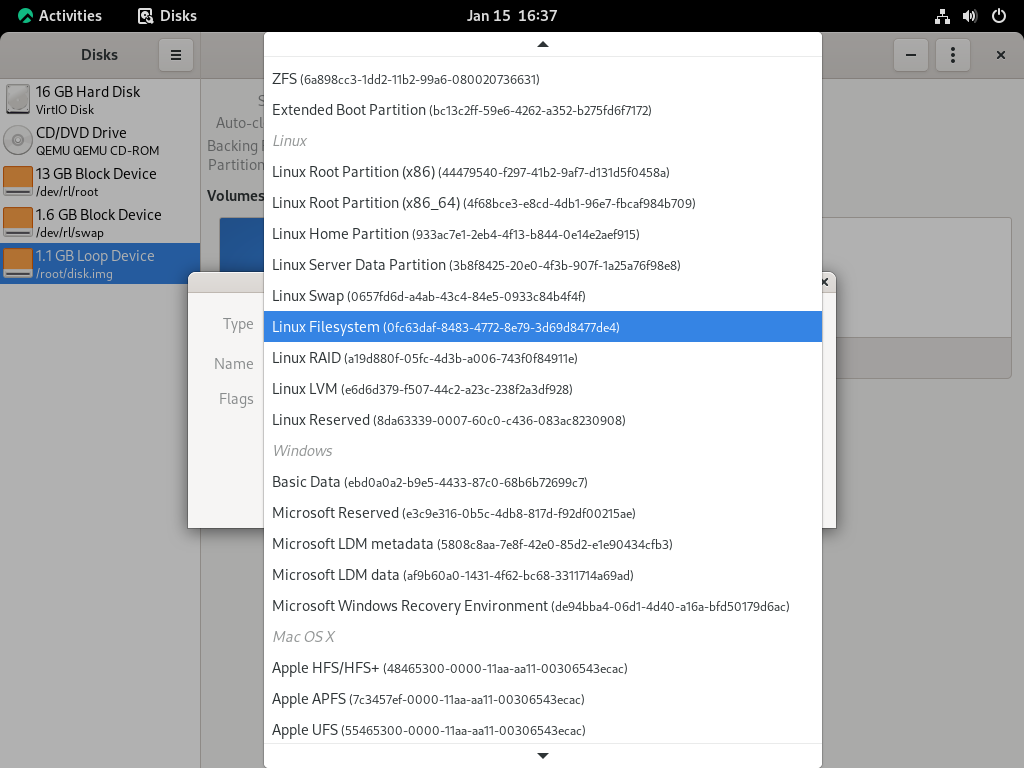 Activities
Disks
Jan 15 16:37
Disks
16 GB Hard Disk
VirtIO Disk
CD/DVD Drive
QEMU QEMU CD-ROM
13 GB Block Device
/dev/rl/root
1.6 GB Block Device
/dev/rl/swap
1.1 GB Loop Device
/root/disk.img
Auto-cl
Backing
Partition
Volumes
Type
Name
Flags
ZFS (6a898cc3-1dd2-11b2-99a6-080020736631)
Extended Boot Partition (bc13c2ff-59e6-4262-a352-b275fd6f7172)
Linux
Linux Root Partition (x86) (44479540-f297-41b2-9af7-d131d5f0458a)
Linux Root Partition (x86_64) (4f68bce3-e8cd-4db1-96e7-fbcaf984b709)
Linux Home Partition (933ac7e1-2eb4-4f13-b844-0e14e2aef915)
Linux Server Data Partition (3b8f8425-20e0-4f3b-907f-1a25a76f98e8)
Linux Swap (0657fd6d-a4ab-43c4-84e5-0933c84b4f4f)
Linux Filesystem (0fc63daf-8483-4772-8e79-3d69d8477de4)
Linux RAID (a19d880f-05fc-4d3b-a006-743f0f84911e)
Linux LVM (e6d6d379-f507-44c2-a23c-238f2a3df928)
Linux Reserved (8da63339-0007-60c0-c436-083ac8230908)
Windows
Basic Data (ebd0a0a2-b9e5-4433-87c0-68b6b72699c7)
Microsoft Reserved (e3c9e316-0b5c-4db8-817d-f92df00215ae)
Microsoft LDM metadata (5808c8aa-7e8f-42e0-85d2-e1e90434cfb3)
Microsoft LDM data (af9b60a0-1431-4f62-bc68-3311714a69ad)
Microsoft Windows Recovery Environment (de94bba4-06d1-4d40-a16a-bfd50179d6ac)
Mac OS X
Apple HFS/HFS+ (48465300-0000-11aa-aa11-00306543ecac)
Apple APFS (7c3457ef-0000-11aa-aa11-00306543ecac)
Apple UFS (55465300-0000-11aa-aa11-00306543ecac)